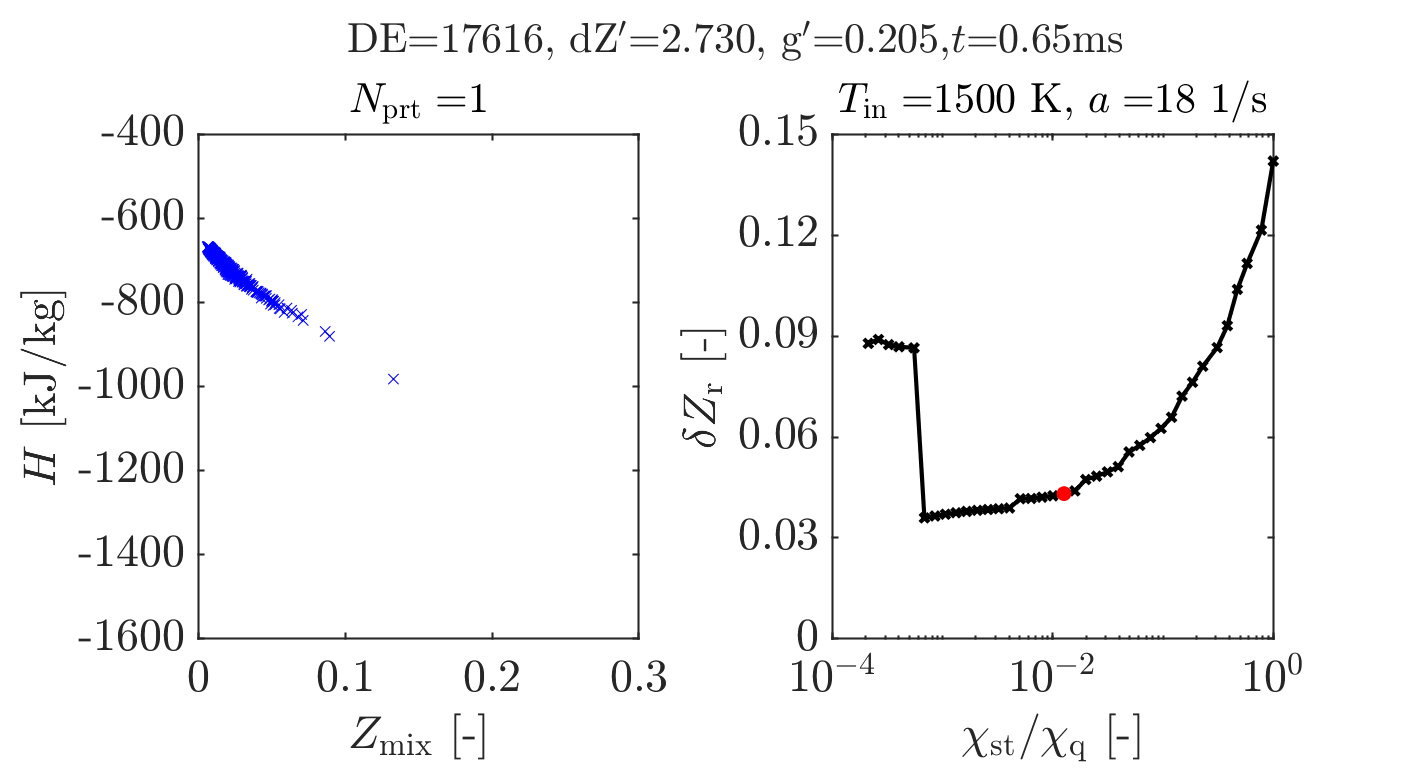 DE=17616, dZ′=2.730, g′=0.205,t=0.65ms
N_prt =1
-400
-600
-800
-1000
-1200
-1400
-1600
H [kJ/kg]
0 0.1 0.2 0.3
Z_mix [-]
T_in =1500 K, a =18 1/s
0.15
0.12
0.09
0.06
0.03
0
δZ_r [-]
10⁻⁴ 10⁻² 10⁰
χ_st/χ_q [-]